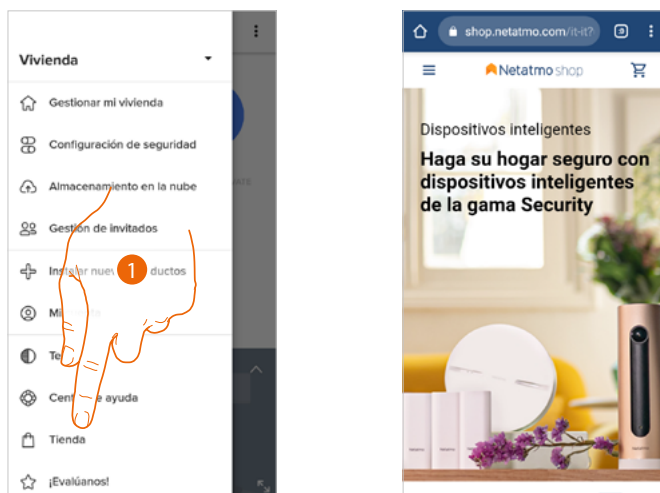 Vivienda
Gestionar mi vivienda
Configuración de seguridad
Almacenamiento en la nube
Gestión de invitados
1
ductos
Tienda
¡Evalúanos!
shop.netatmo.com/it-it?
Netatmo shop
Dispositivos inteligentes
Haga su hogar seguro con
dispositivos inteligentes
de la gama Security